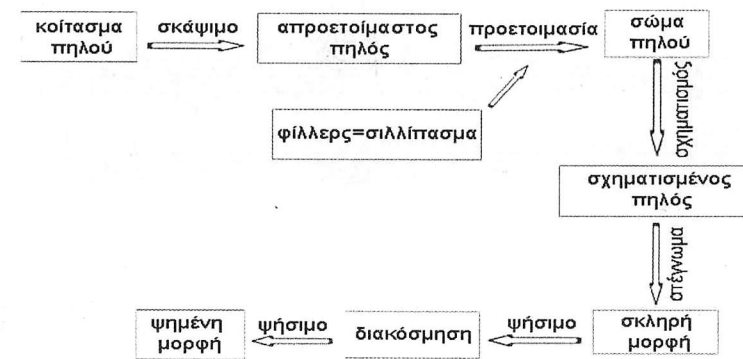 κοίτασμα
πηλού
σκάψιμο
απροετοίμαστος
πηλός
προετοιμασία
σώμα
πηλού
φίλλερς=σιλλίπασμα
σχηματισμός
σχηματισμένος
πηλός
στέγνωμα
σκληρή
μορφή
ψήσιμο
διακόσμηση
ψήσιμο
ψημένη
μορφή